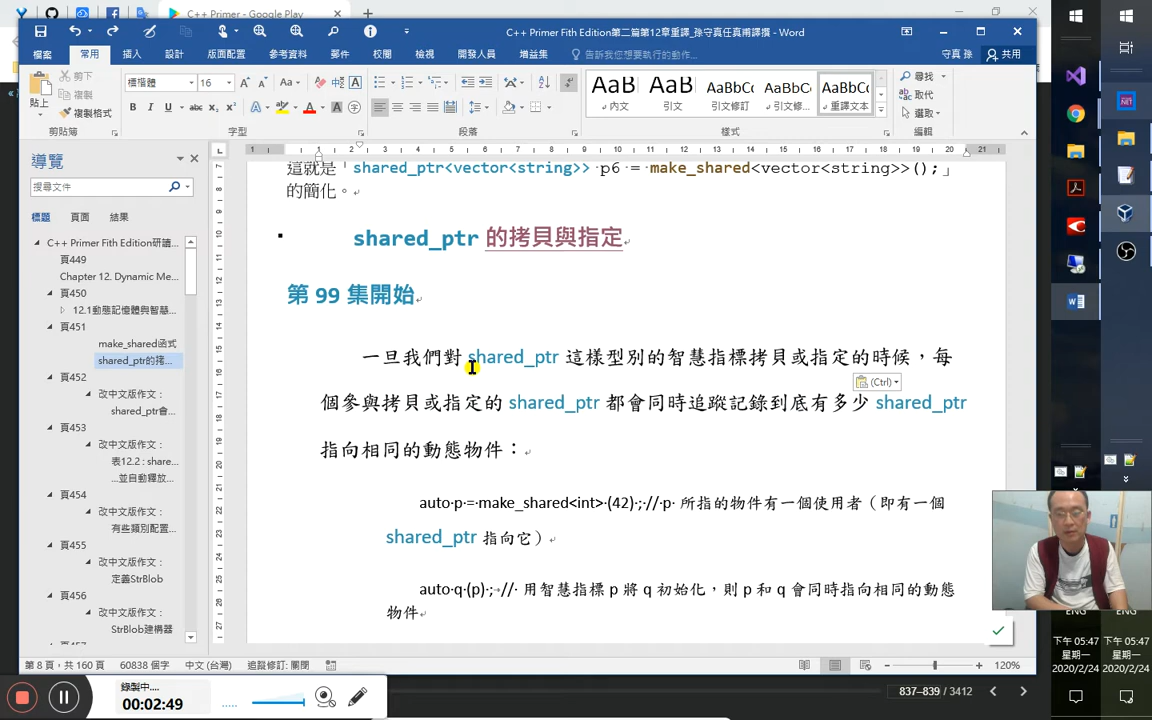 C++ Primer - Google Play
C++ Primer Fith Edition第二篇第12章重譯_孫守真任真甫譯撰 - Word
檔案 常用 插入 設計 版面配置 參考資料 郵件 校閱 檢視 開發人員 增益集 告訴我您想要執行的動作... 守真 孫 共用
貼上 剪下 複製 複製格式
標楷體 16
AaB AaB AaBbCc AaBbCc AaBbCc
內文 引文 引文修訂 引文修... 重譯文本
尋找 取代 選取
剪貼簿 字型 段落 樣式 編輯
導覽
搜尋文件
標題 頁面 結果
C++ Primer Fith Edition研讀...
頁449
Chapter 12. Dynamic Me...
頁450
12.1動態記憶體與智慧...
頁451
make_shared函式
shared_ptr的拷...
頁452
改中文版作文：
shared_ptr會...
頁453
改中文版作文：
表12.2 : share...
...並自動釋放...
頁454
改中文版作文：
有些類別配置...
頁455
改中文版作文：
定義StrBlob
頁456
改中文版作文：
StrBlob建構器
這就是「shared_ptr<vector<string>> p6 = make_shared<vector<string>>();」
的簡化。
shared_ptr 的拷貝與指定
第 99 集開始
一旦我們對 shared_ptr 這樣型別的智慧指標拷貝或指定的時候，每
(Ctrl)
個參與拷貝或指定的 shared_ptr 都會同時追蹤記錄到底有多少 shared_ptr
指向相同的動態物件：
auto p = make_shared<int> (42) ;// p 所指的物件有一個使用者（即有一個
shared_ptr 指向它）
auto q (p) ; // 用智慧指標 p 將 q 初始化，則 p 和 q 會同時指向相同的動態
物件
第 8 頁，共 160 頁 60838 個字 中文 (台灣) 追蹤修訂: 關閉 120%
錄製中....
00:02:49
837–839 / 3412
ENG ENG
下午 05:47 下午 05:47
星期一 星期一
2020/2/24 2020/2/24